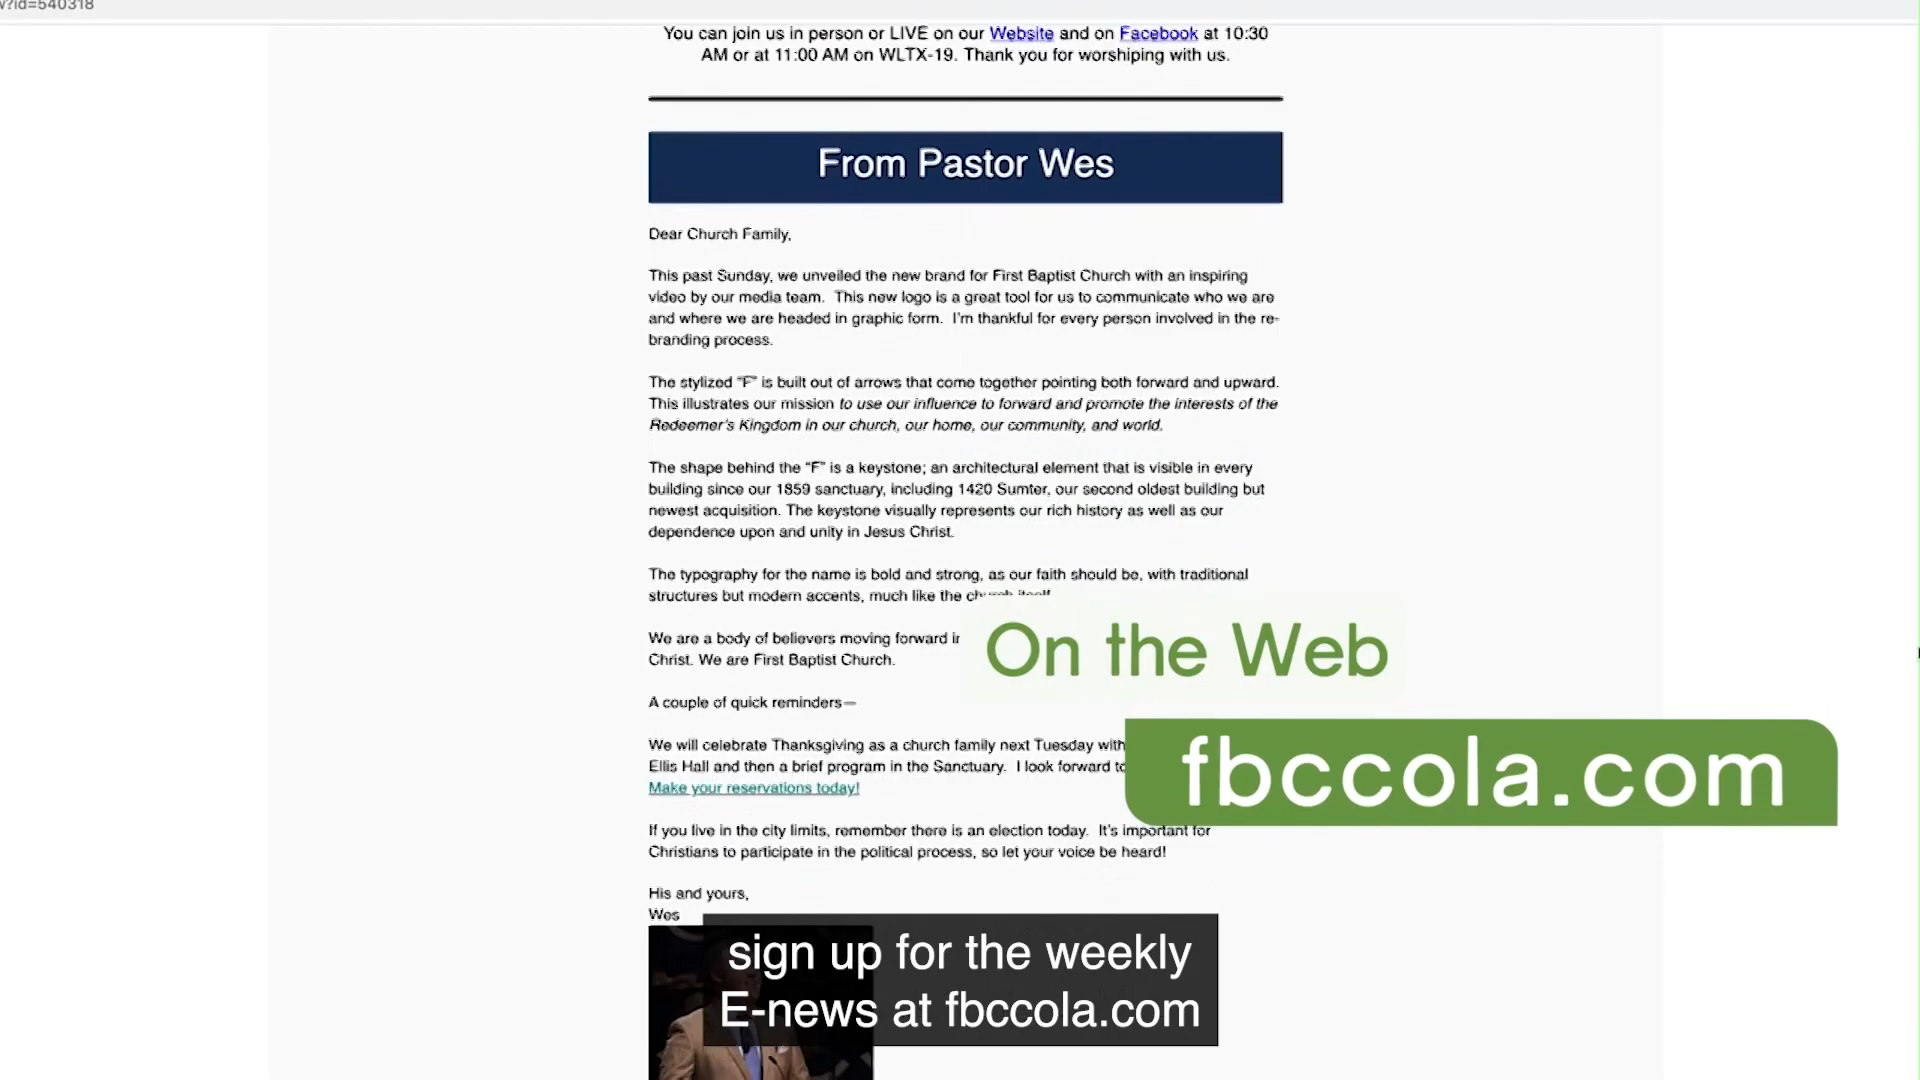 w?id=540318
You can join us in person or LIVE on our Website and on Facebook at 10:30
AM or at 11:00 AM on WLTX-19. Thank you for worshiping with us.
From Pastor Wes
Dear Church Family,
This past Sunday, we unveiled the new brand for First Baptist Church with an inspiring
video by our media team. This new logo is a great tool for us to communicate who we are
and where we are headed in graphic form. I'm thankful for every person involved in the re-
branding process.
The stylized "F" is built out of arrows that come together pointing both forward and upward.
This illustrates our mission to use our influence to forward and promote the interests of the
Redeemer's Kingdom in our church, our home, our community, and world.
The shape behind the "F" is a keystone; an architectural element that is visible in every
building since our 1859 sanctuary, including 1420 Sumter, our second oldest building but
newest acquisition. The keystone visually represents our rich history as well as our
dependence upon and unity in Jesus Christ.
The typography for the name is bold and strong, as our faith should be, with traditional
structures but modern accents, much like the
We are a body of believers moving forward
Christ. We are First Baptist Church.
On the Web
A couple of quick reminders—
We will celebrate Thanksgiving as a church family next Tuesday with
Ellis Hall and then a brief program in the Sanctuary. I look forward
Make your reservations today!
fbccola.com
If you live in the city limits, remember there is an election today. It's important for
Christians to participate in the political process, so let your voice be heard!
His and yours,
Wes
sign up for the weekly
E-news at fbccola.com